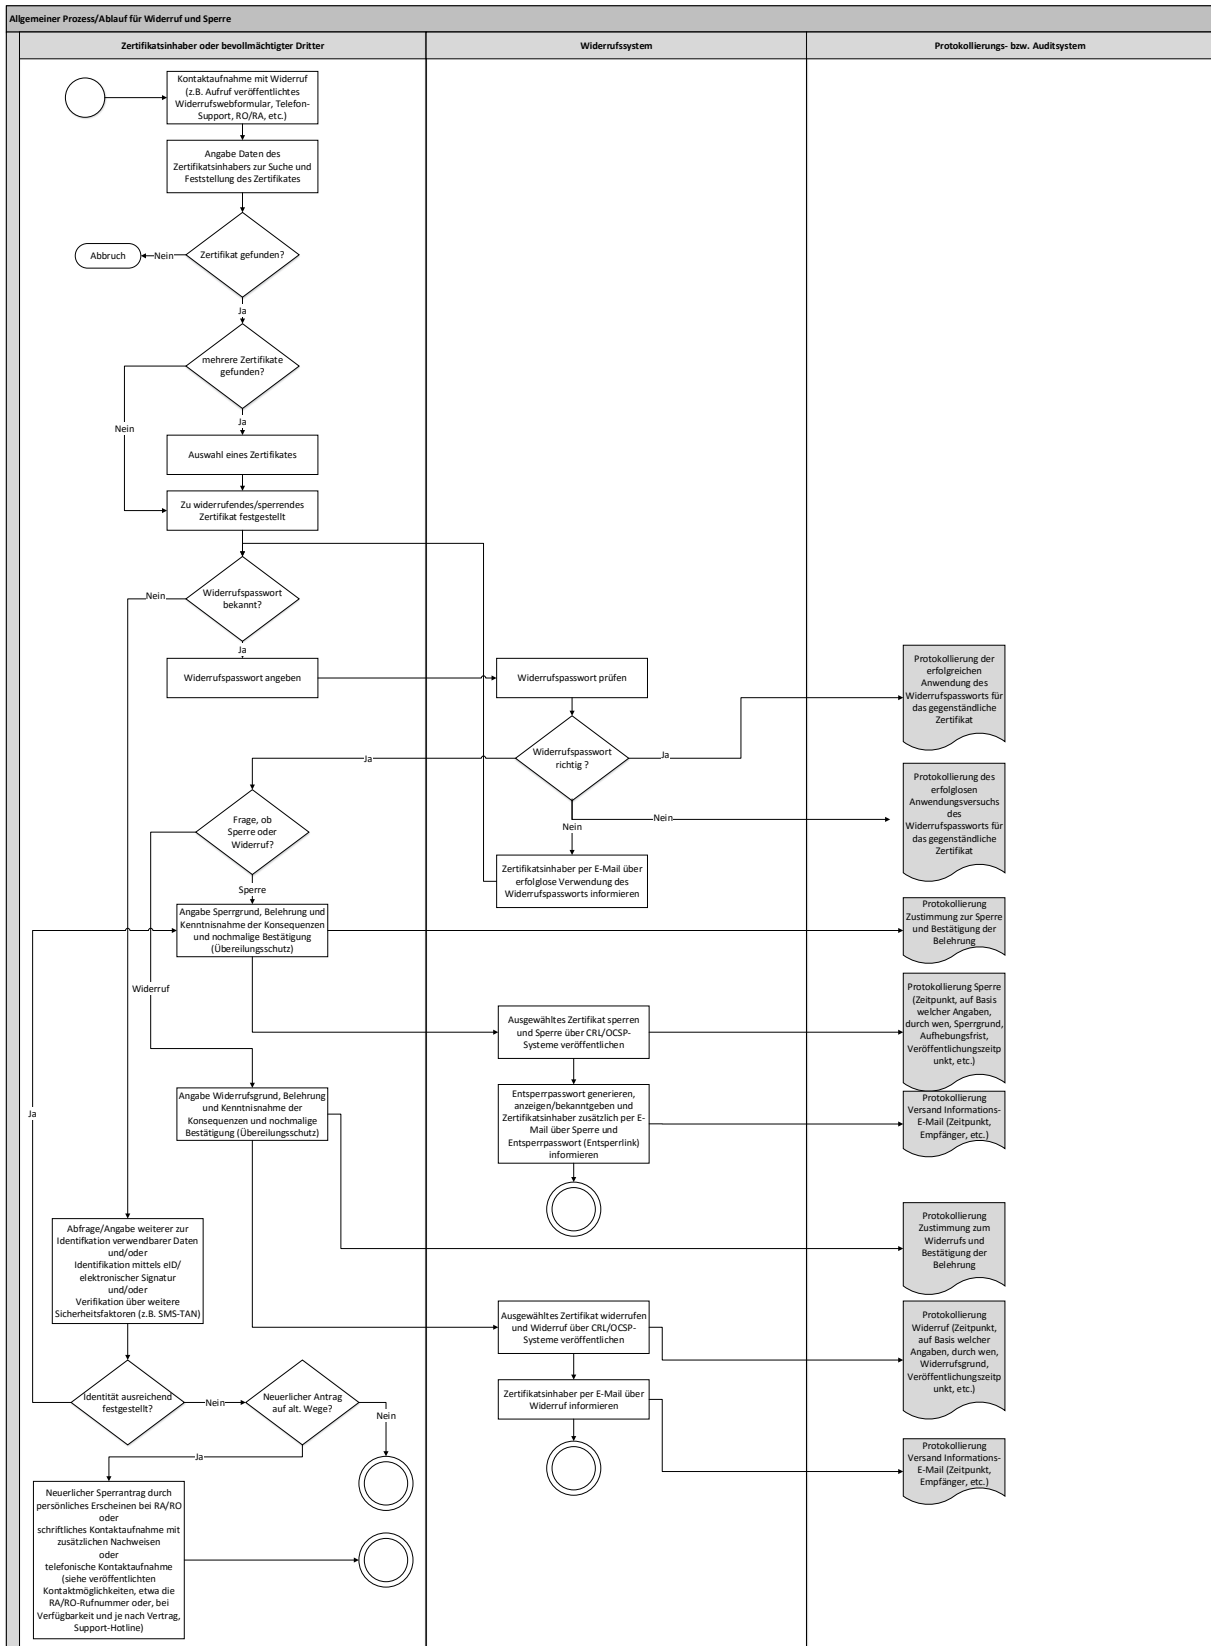 Allgemeiner Prozess/Ablauf für Widerruf und Sperre
Zertifikatsinhaber oder bevollmächtigter Dritter
Widerrufssystem
Protokollierungs- bzw. Auditsystem
Kontaktaufnahme mit Widerruf
(z.B. Aufruf veröffentlichtes
Widerrufswebformular, Telefon-
Support, RO/RA, etc.)
Angabe Daten des
Zertifikatsinhabers zur Suche und
Feststellung des Zertifikates
Zertifikat gefunden?
Nein
Abbruch
Ja
mehrere Zertifikate
gefunden?
Nein
Ja
Auswahl eines Zertifikates
Zu widerrufendes/sperrendes
Zertifikat festgestellt
Widerrufspasswort
bekannt?
Nein
Ja
Widerrufspasswort angeben
Widerrufspasswort prüfen
Protokollierung der
erfolgreichen
Anwendung des
Widerrufspassworts für
das gegenständliche
Zertifikat
Widerrufspasswort
richtig ?
Ja
Ja
Protokollierung des
erfolglosen
Anwendungsversuchs
des
Widerrufspassworts für
das gegenständliche
Zertifikat
Nein
Nein
Frage, ob
Sperre oder
Widerruf?
Zertifikatsinhaber per E-Mail über
erfolglose Verwendung des
Widerrufspassworts informieren
Sperre
Angabe Sperrgrund, Belehrung und
Kenntnisnahme der Konsequenzen
und nochmalige Bestätigung
(Übereilungsschutz)
Protokollierung
Zustimmung zur Sperre
und Bestätigung der
Belehrung
Widerruf
Ausgewähltes Zertifikat sperren
und Sperre über CRL/OCSP-
Systeme veröffentlichen
Protokollierung Sperre
(Zeitpunkt, auf Basis
welcher Angaben,
durch wen, Sperrgrund,
Aufhebungsfrist,
Veröffentlichungszeitp
unkt, etc.)
Angabe Widerrufsgrund, Belehrung
und Kenntnisnahme der
Konsequenzen und nochmalige
Bestätigung (Übereilungsschutz)
Entsperrpasswort generieren,
anzeigen/bekanntgeben und
Zertifikatsinhaber zusätzlich per E-
Mail über Sperre und
Entsperrpasswort (Entsperrlink)
informieren
Protokollierung
Versand Informations-
E-Mail (Zeitpunkt,
Empfänger, etc.)
Ja
Abfrage/Angabe weiterer zur
Identifkation verwendbarer Daten
und/oder
Identifikation mittels eID/
elektronischer Signatur
und/oder
Verifikation über weitere
Sicherheitsfaktoren (z.B. SMS-TAN)
Protokollierung
Zustimmung zum
Widerrufs und
Bestätigung der
Belehrung
Ausgewähltes Zertifikat widerrufen
und Widerruf über CRL/OCSP-
Systeme veröffentlichen
Protokollierung
Widerruf (Zeitpunkt,
auf Basis welcher
Angaben, durch wen,
Widerrufsgrund,
Veröffentlichungszeitp
unkt, etc.)
Identität ausreichend
festgestellt?
Nein
Neuerlicher Antrag
auf alt. Wege?
Nein
Ja
Zertifikatsinhaber per E-Mail über
Widerruf informieren
Protokollierung
Versand Informations-
E-Mail (Zeitpunkt,
Empfänger, etc.)
Neuerlicher Sperrantrag durch
persönliches Erscheinen bei RA/RO
oder
schriftliches Kontaktaufnahme mit
zusätzlichen Nachweisen
oder
telefonische Kontaktaufnahme
(siehe veröffentlichten
Kontaktmöglichkeiten, etwa die
RA/RO-Rufnummer oder, bei
Verfügbarkeit und je nach Vertrag,
Support-Hotline)